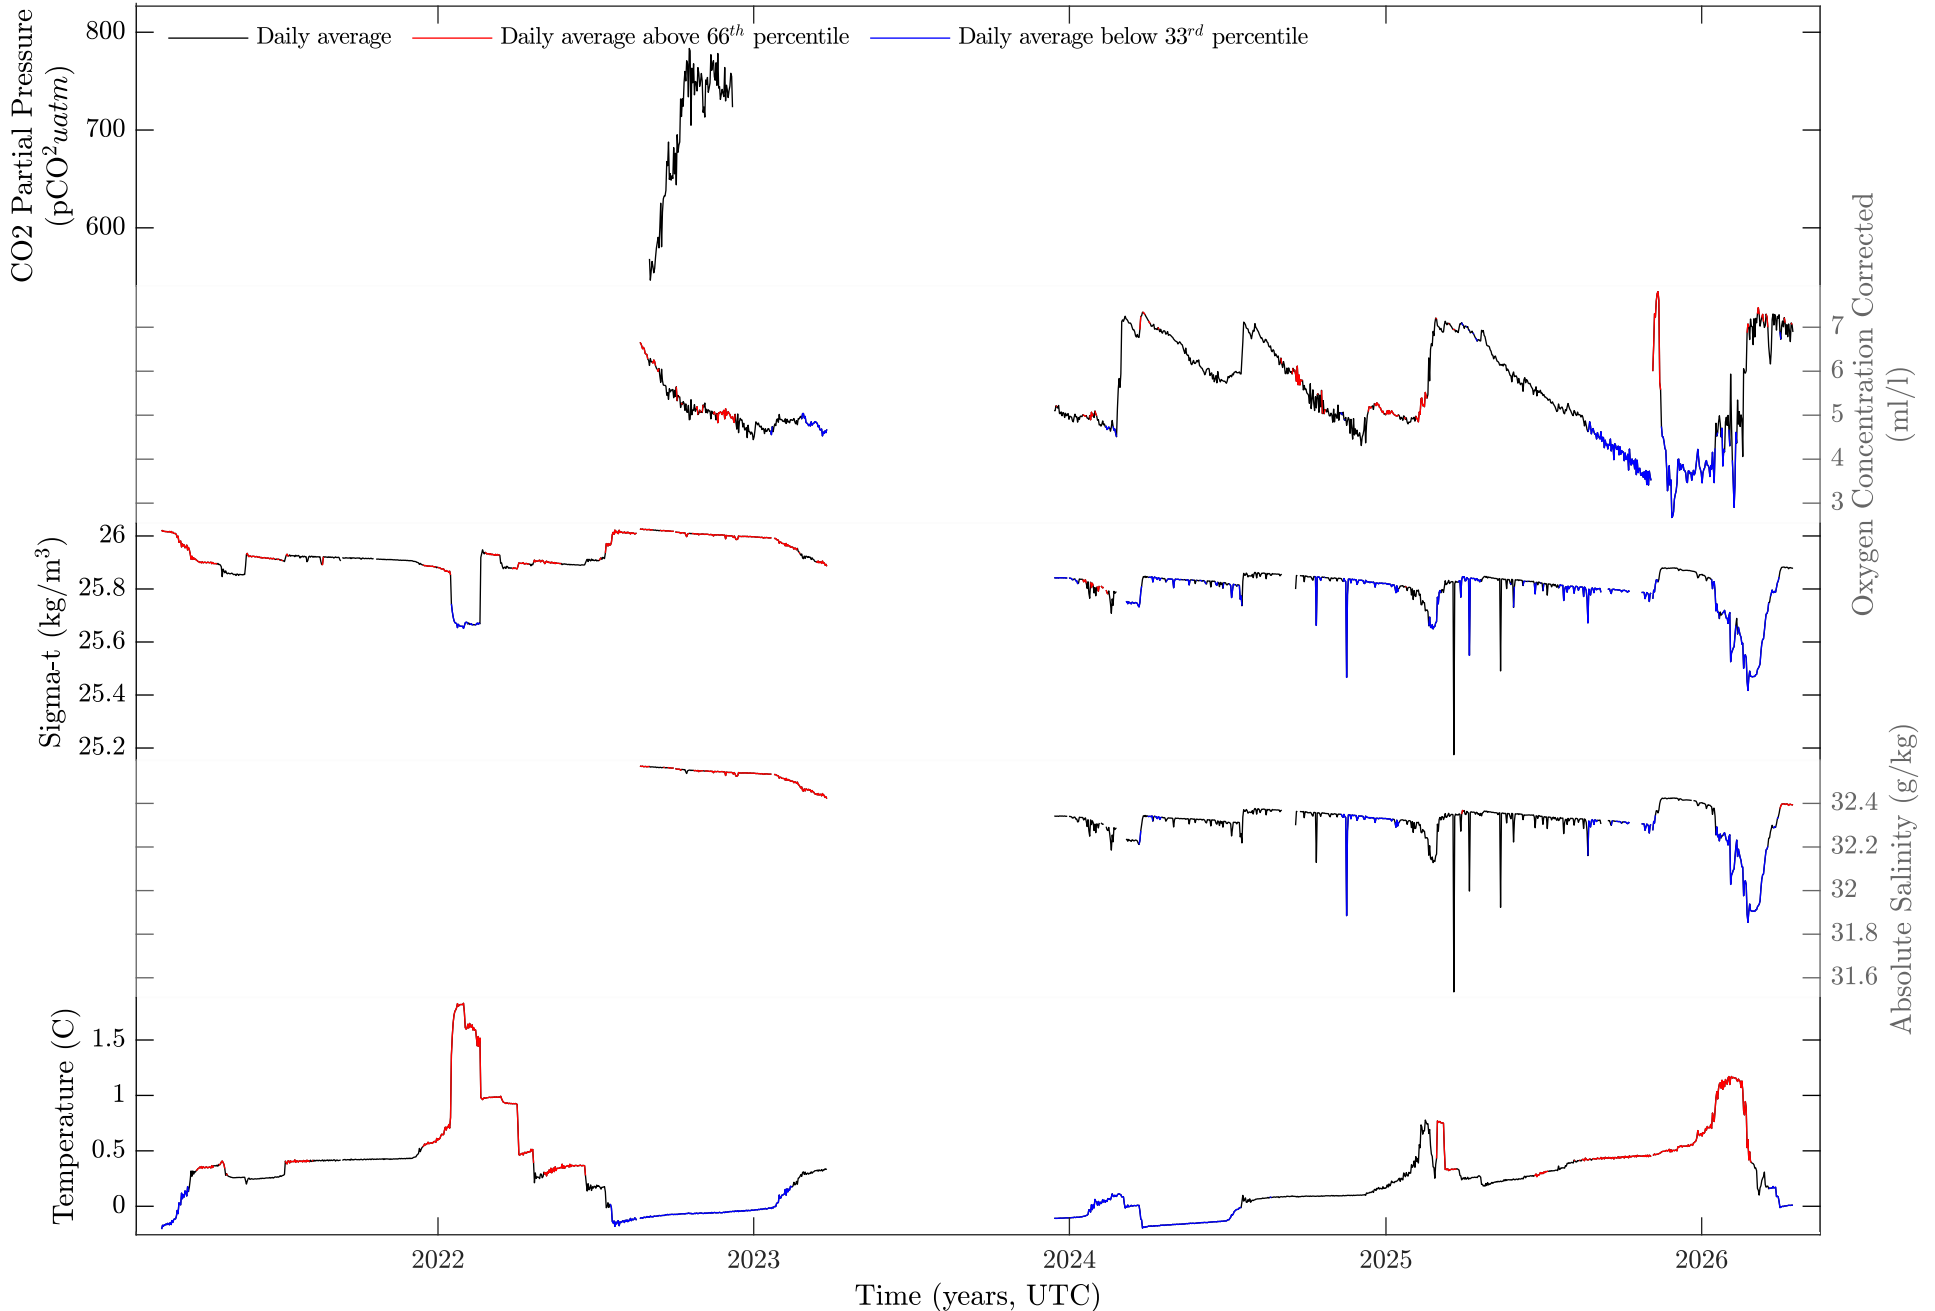 Daily average
Daily average above 66th percentile
Daily average below 33rd percentile
CO2 Partial Pressure
(pCO2uatm)
800
700
600
Oxygen Concentration Corrected
(ml/l)
7
6
5
4
3
Sigma-t (kg/m3)
26
25.8
25.6
25.4
25.2
Absolute Salinity (g/kg)
32.4
32.2
32
31.8
31.6
Temperature (C)
1.5
1
0.5
0
2022
2023
2024
2025
2026
Time (years, UTC)